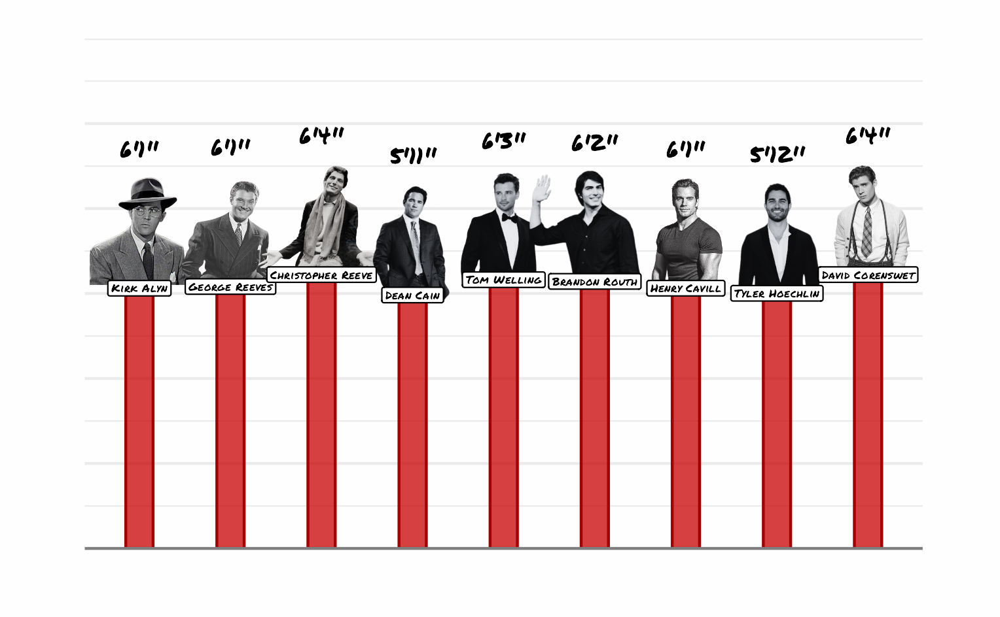 6'1"
6'1"
6'4"
5'11"
6'3"
6'2"
6'1"
5'12"
6'4"
Kirk Alyn
George Reeves
Christopher Reeve
Dean Cain
Tom Welling
Brandon Routh
Henry Cavill
Tyler Hoechlin
David Corenswet